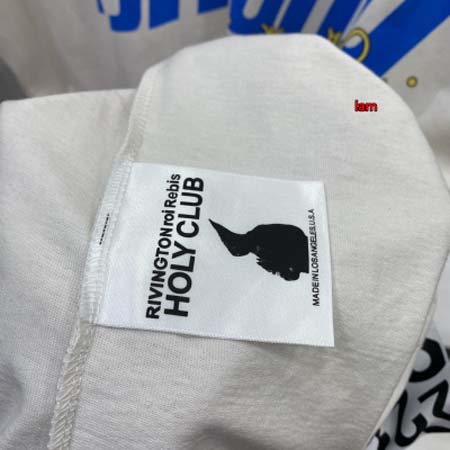 lam
RIVINGTON roi Rebis
HOLY CLUB
MADE IN LOS ANGELES, U.S.A